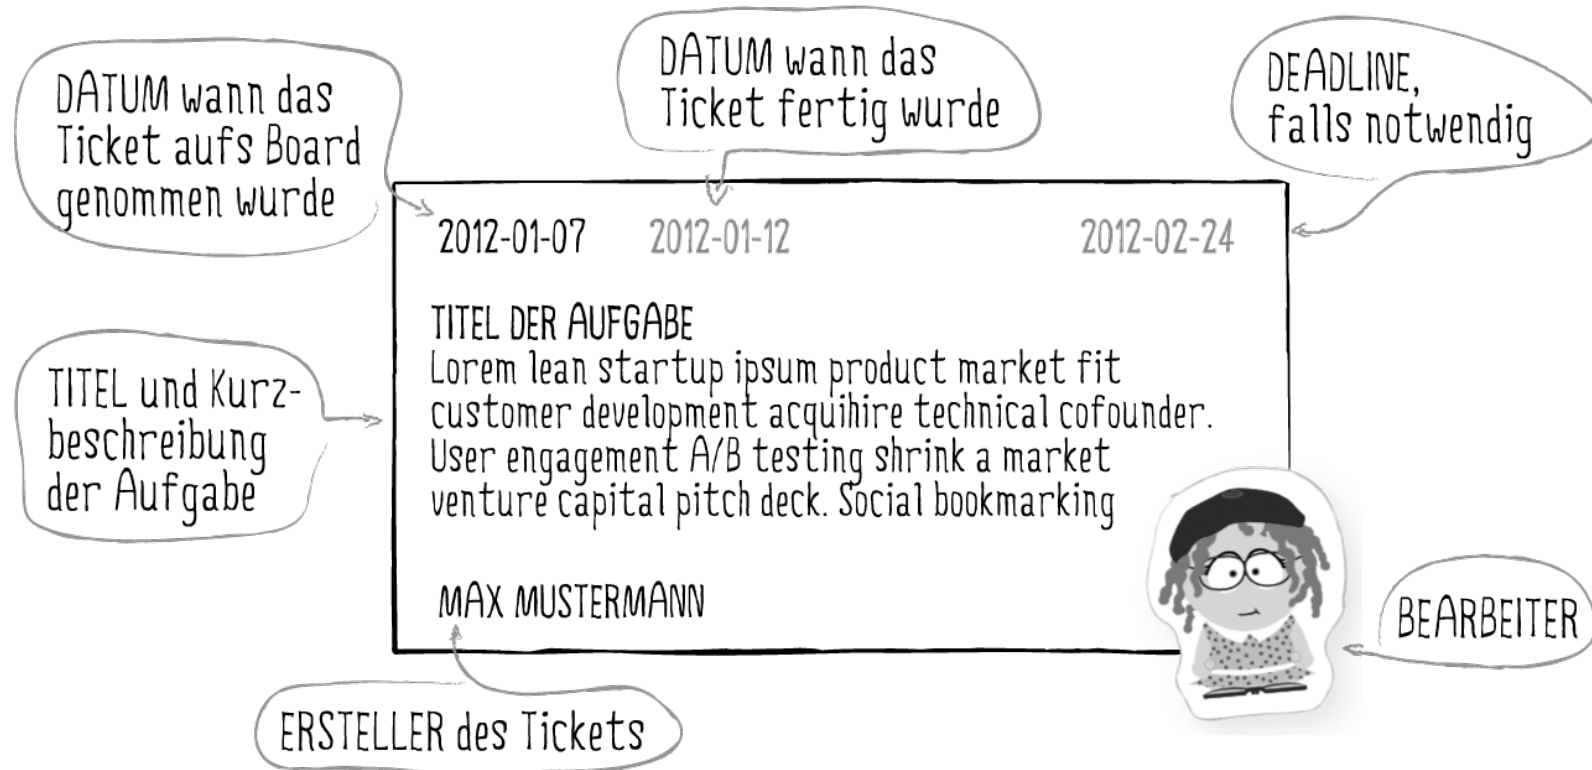 DATUM wann das
Ticket aufs Board
genommen wurde
DATUM wann das
Ticket fertig wurde
DEADLINE,
falls notwendig
2012-01-07
2012-01-12
2012-02-24
TITEL und Kurz-
beschreibung
der Aufgabe
TITEL DER AUFGABE
Lorem lean startup ipsum product market fit
customer development acquihire technical cofounder.
User engagement A/B testing shrink a market
venture capital pitch deck. Social bookmarking
MAX MUSTERMANN
BEARBEITER
ERSTELLER des Tickets